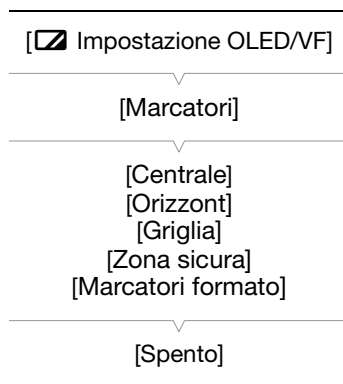 [ Impostazione OLED/VF]
[Marcatori]
[Centrale]
[Orizzont]
[Griglia]
[Zona sicura]
[Marcatori formato]
[Spento]